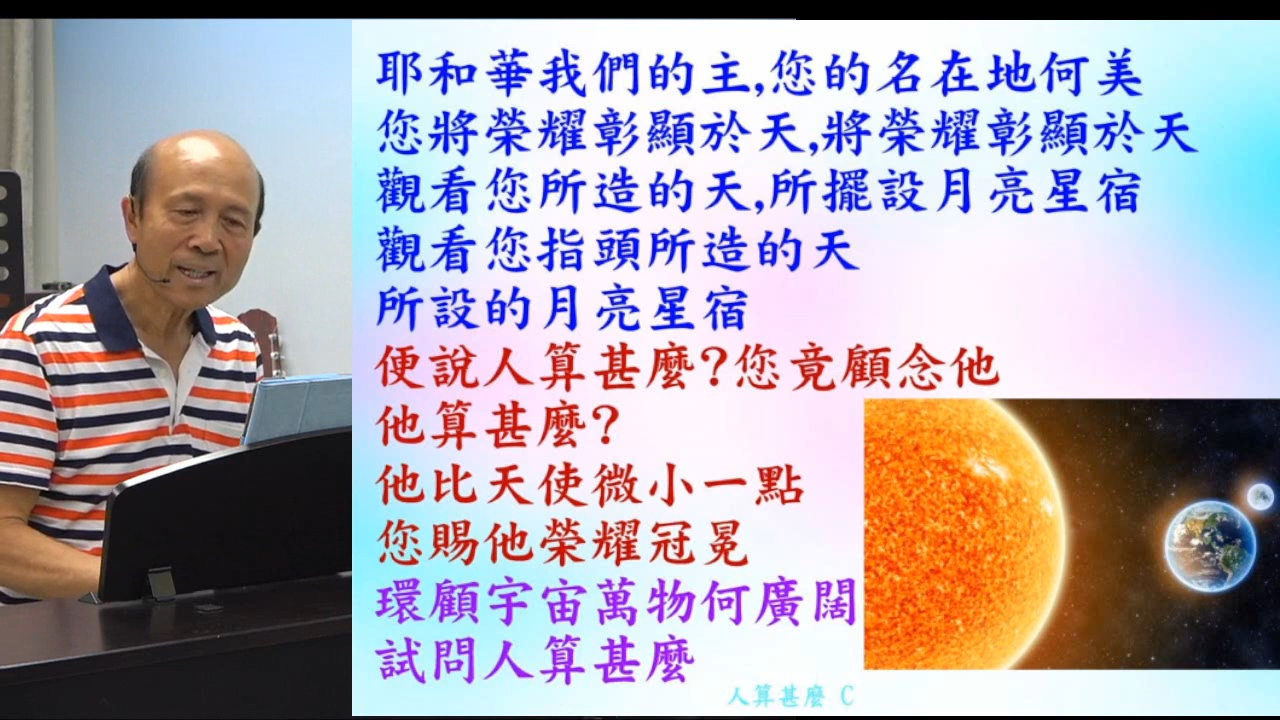 耶和華我們的主,您的名在地何美
您將榮耀彰顯於天,將榮耀彰顯於天
觀看您所造的天,所擺設月亮星宿
觀看您指頭所造的天
所設的月亮星宿
便說人算甚麼?您竟顧念他
他算甚麼?
他比天使微小一點
您賜他榮耀冠冕
環顧宇宙萬物何廣闊
試問人算甚麼
人算甚麼 C